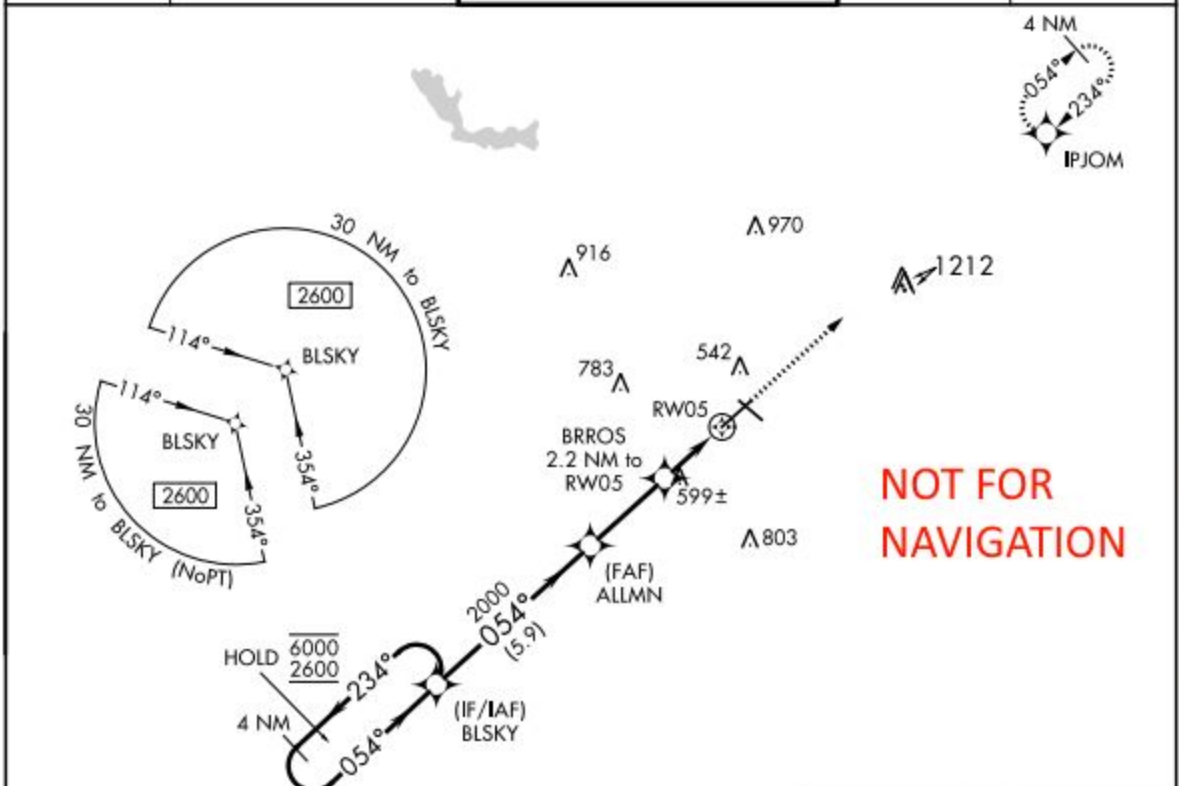 4 NM
054°
234°
IPJOM
30 NM to BLSKY
2600
114°
BLSKY
354°
114°
BLSKY
2600
354°
30 NM to BLSKY (NoPT)
916
970
1212
783
542
RW05
BRROS
2.2 NM to
RW05
599±
803
NOT FOR
NAVIGATION
(FAF)
ALLMN
2000
054°
(5.9)
HOLD
6000
2600
234°
4 NM
054°
(IF/IAF)
BLSKY